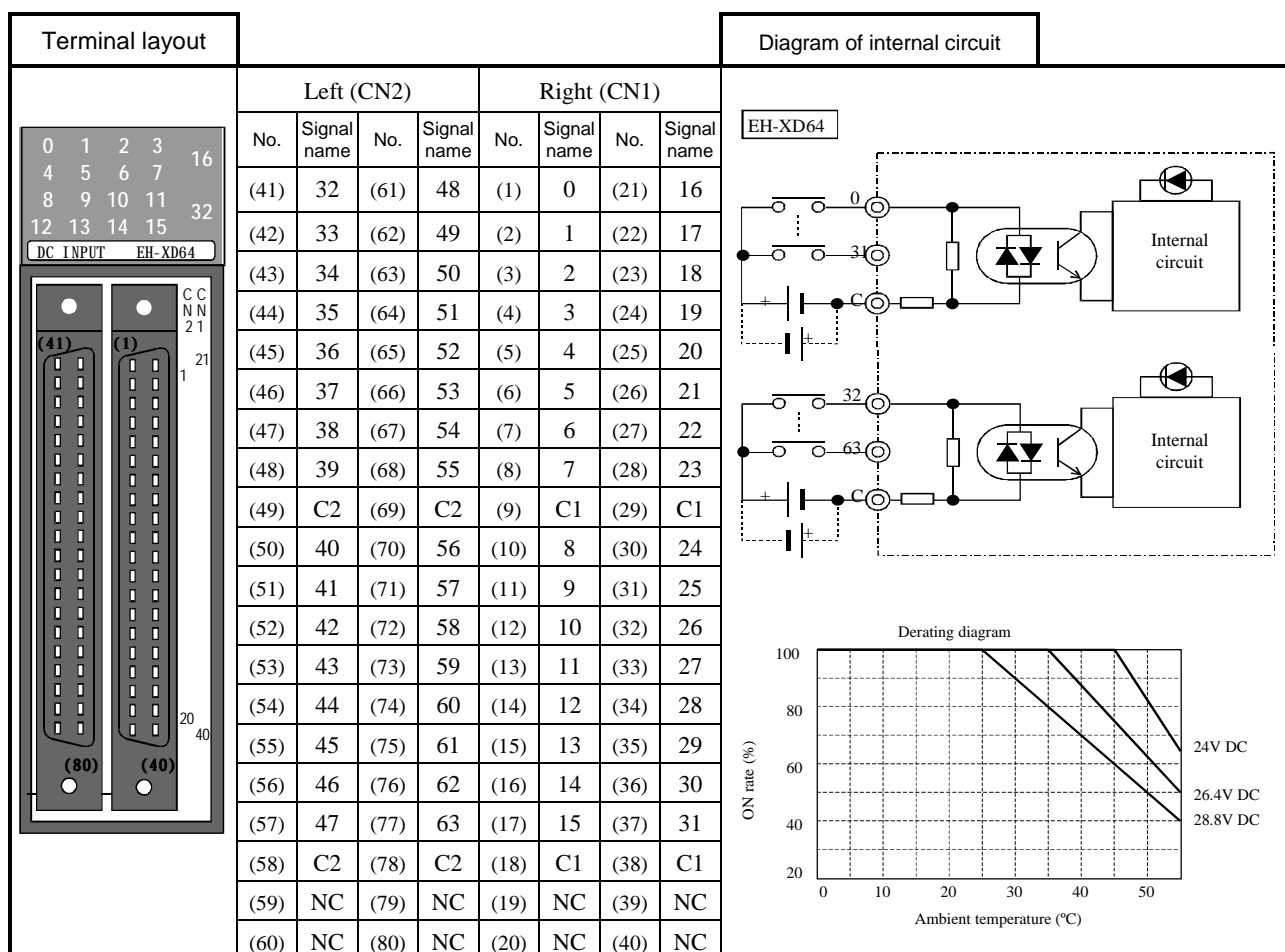 Terminal layout
Diagram of internal circuit
Left (CN2) Right (CN1)
No. Signal name No. Signal name No. Signal name No. Signal name
(41) 32 (61) 48 (1) 0 (21) 16
(42) 33 (62) 49 (2) 1 (22) 17
(43) 34 (63) 50 (3) 2 (23) 18
(44) 35 (64) 51 (4) 3 (24) 19
(45) 36 (65) 52 (5) 4 (25) 20
(46) 37 (66) 53 (6) 5 (26) 21
(47) 38 (67) 54 (7) 6 (27) 22
(48) 39 (68) 55 (8) 7 (28) 23
(49) C2 (69) C2 (9) C1 (29) C1
(50) 40 (70) 56 (10) 8 (30) 24
(51) 41 (71) 57 (11) 9 (31) 25
(52) 42 (72) 58 (12) 10 (32) 26
(53) 43 (73) 59 (13) 11 (33) 27
(54) 44 (74) 60 (14) 12 (34) 28
(55) 45 (75) 61 (15) 13 (35) 29
(56) 46 (76) 62 (16) 14 (36) 30
(57) 47 (77) 63 (17) 15 (37) 31
(58) C2 (78) C2 (18) C1 (38) C1
(59) NC (79) NC (19) NC (39) NC
(60) NC (80) NC (20) NC (40) NC
0 1 2 3
16
4 5 6 7
8 9 10 11
32
12 13 14 15
DC INPUT EH-XD64
C C
N N
2 1
(41) (1)
21
1
20
40
(80) (40)
EH-XD64
0
31
+ C
+
Internal
circuit
32
63
+ C
+
Internal
circuit
Derating diagram
100
80
60
40
20
ON rate (%)
24V DC
26.4V DC
28.8V DC
0 10 20 30 40 50
Ambient temperature (ºC)